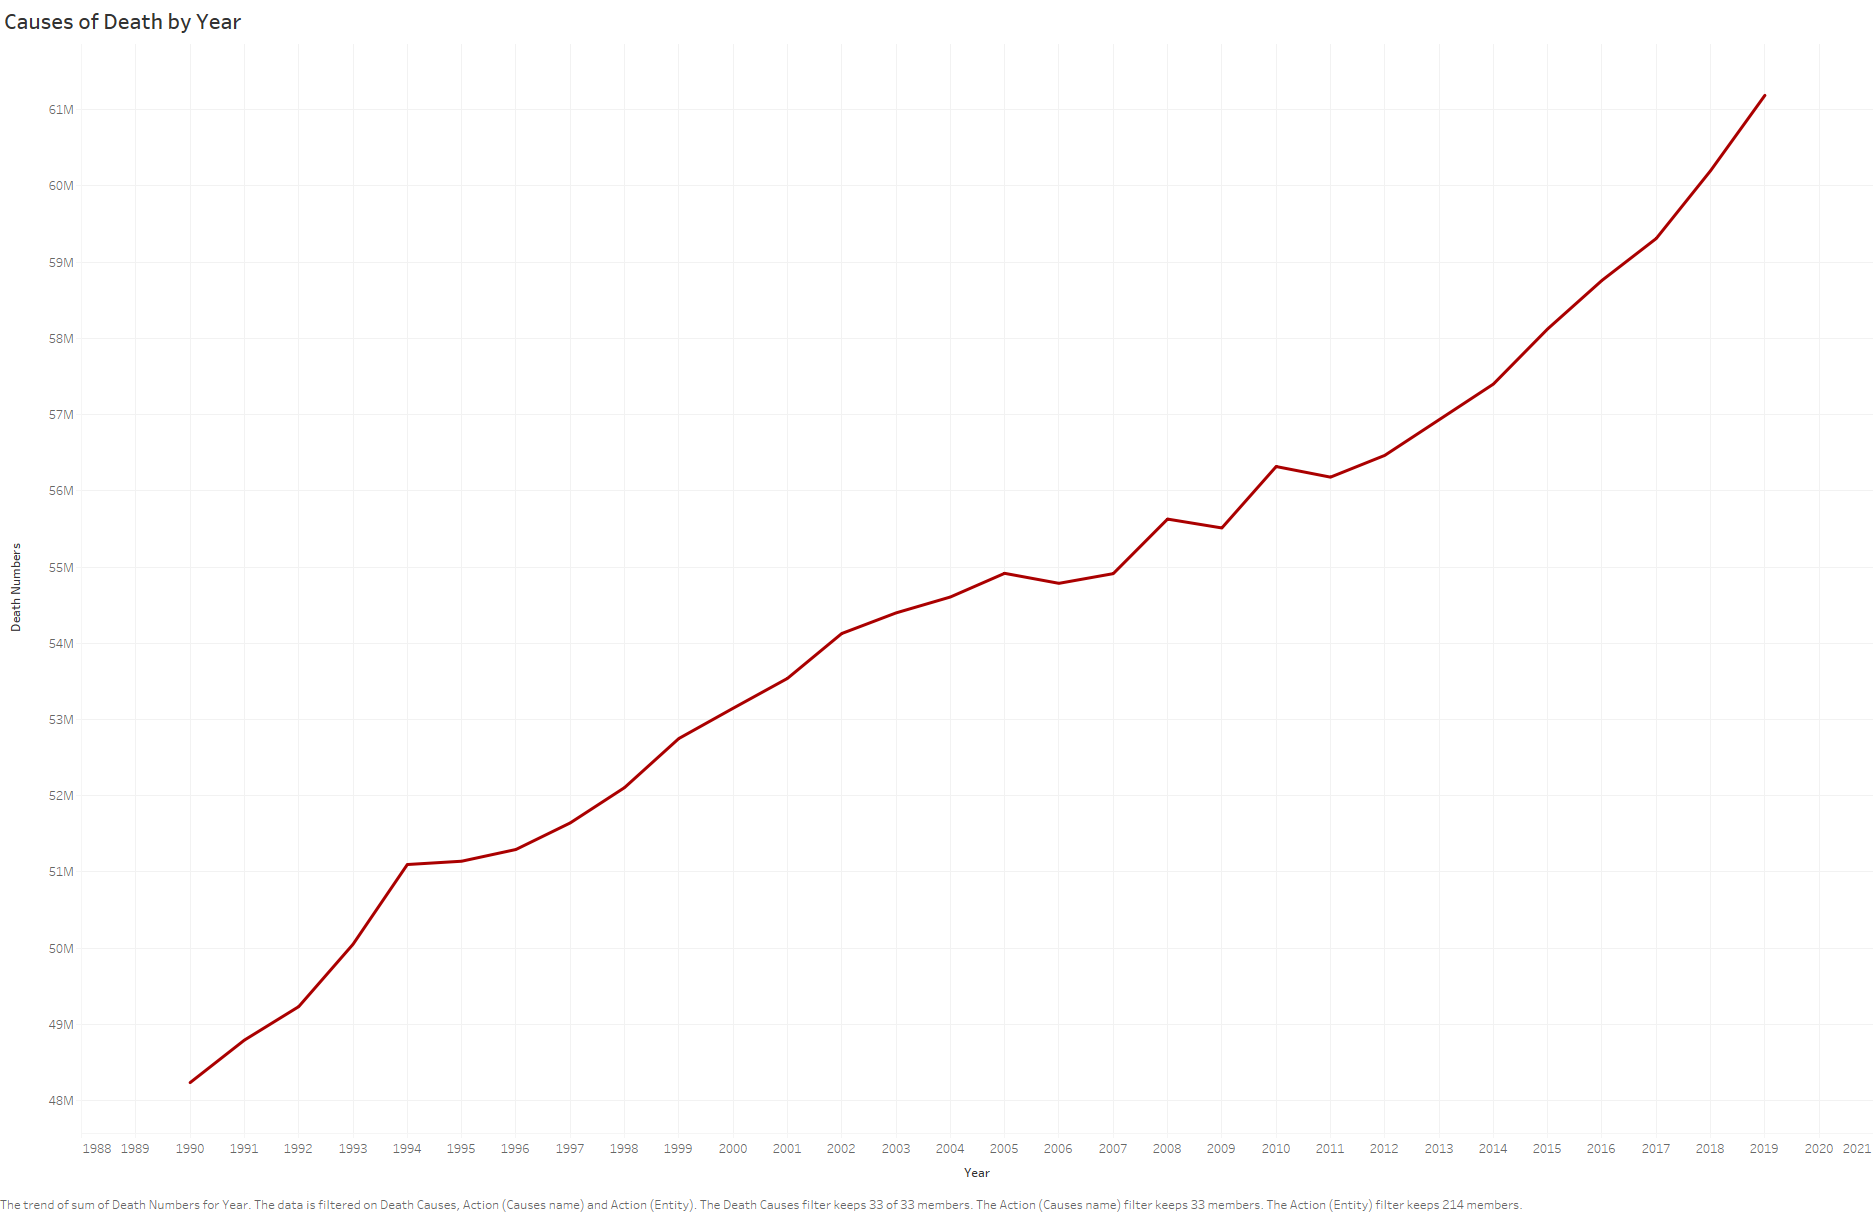 Causes of Death by Year
61M
60M
59M
58M
57M
56M
55M
54M
53M
52M
51M
50M
49M
48M
Death Numbers
1988 1989 1990 1991 1992 1993 1994 1995 1996 1997 1998 1999 2000 2001 2002 2003 2004 2005 2006 2007 2008 2009 2010 2011 2012 2013 2014 2015 2016 2017 2018 2019 2020 2021
Year
The trend of sum of Death Numbers for Year. The data is filtered on Death Causes, Action (Causes name) and Action (Entity). The Death Causes filter keeps 33 of 33 members. The Action (Causes name) filter keeps 33 members. The Action (Entity) filter keeps 214 members.